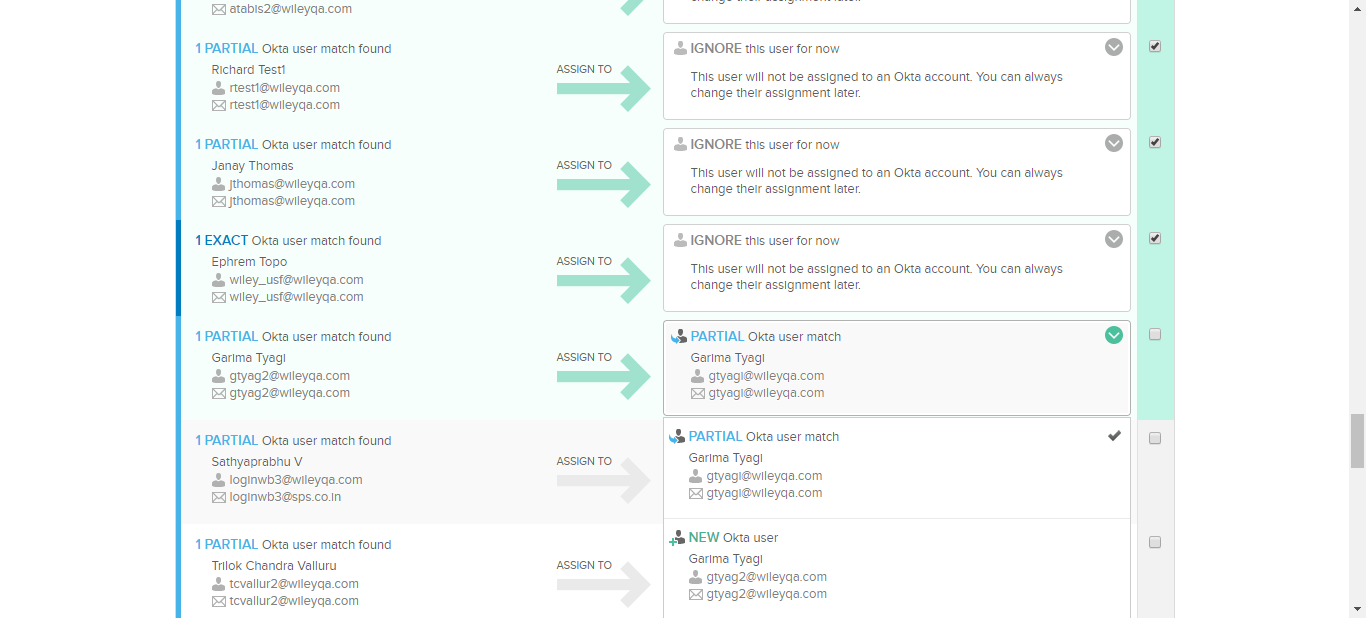 atabis2@wileyqa.com
change their assignment later.
1 PARTIAL Okta user match found
Richard Test1
rtest1@wileyqa.com
rtest1@wileyqa.com
ASSIGN TO
IGNORE this user for now
This user will not be assigned to an Okta account. You can always
change their assignment later.
1 PARTIAL Okta user match found
Janay Thomas
jthomas@wileyqa.com
jthomas@wileyqa.com
ASSIGN TO
IGNORE this user for now
This user will not be assigned to an Okta account. You can always
change their assignment later.
1 EXACT Okta user match found
Ephrem Topo
wiley_usf@wileyqa.com
wiley_usf@wileyqa.com
ASSIGN TO
IGNORE this user for now
This user will not be assigned to an Okta account. You can always
change their assignment later.
1 PARTIAL Okta user match found
Garima Tyagi
gtyag2@wileyqa.com
gtyag2@wileyqa.com
ASSIGN TO
PARTIAL Okta user match
Garima Tyagi
gtyagi@wileyqa.com
gtyagi@wileyqa.com
1 PARTIAL Okta user match found
Sathyaprabhu V
loginwb3@wileyqa.com
loginwb3@sps.co.in
ASSIGN TO
PARTIAL Okta user match
Garima Tyagi
gtyagi@wileyqa.com
gtyagi@wileyqa.com
1 PARTIAL Okta user match found
Trilok Chandra Valluru
tcvallur2@wileyqa.com
tcvallur2@wileyqa.com
ASSIGN TO
NEW Okta user
Garima Tyagi
gtyag2@wileyqa.com
gtyag2@wileyqa.com